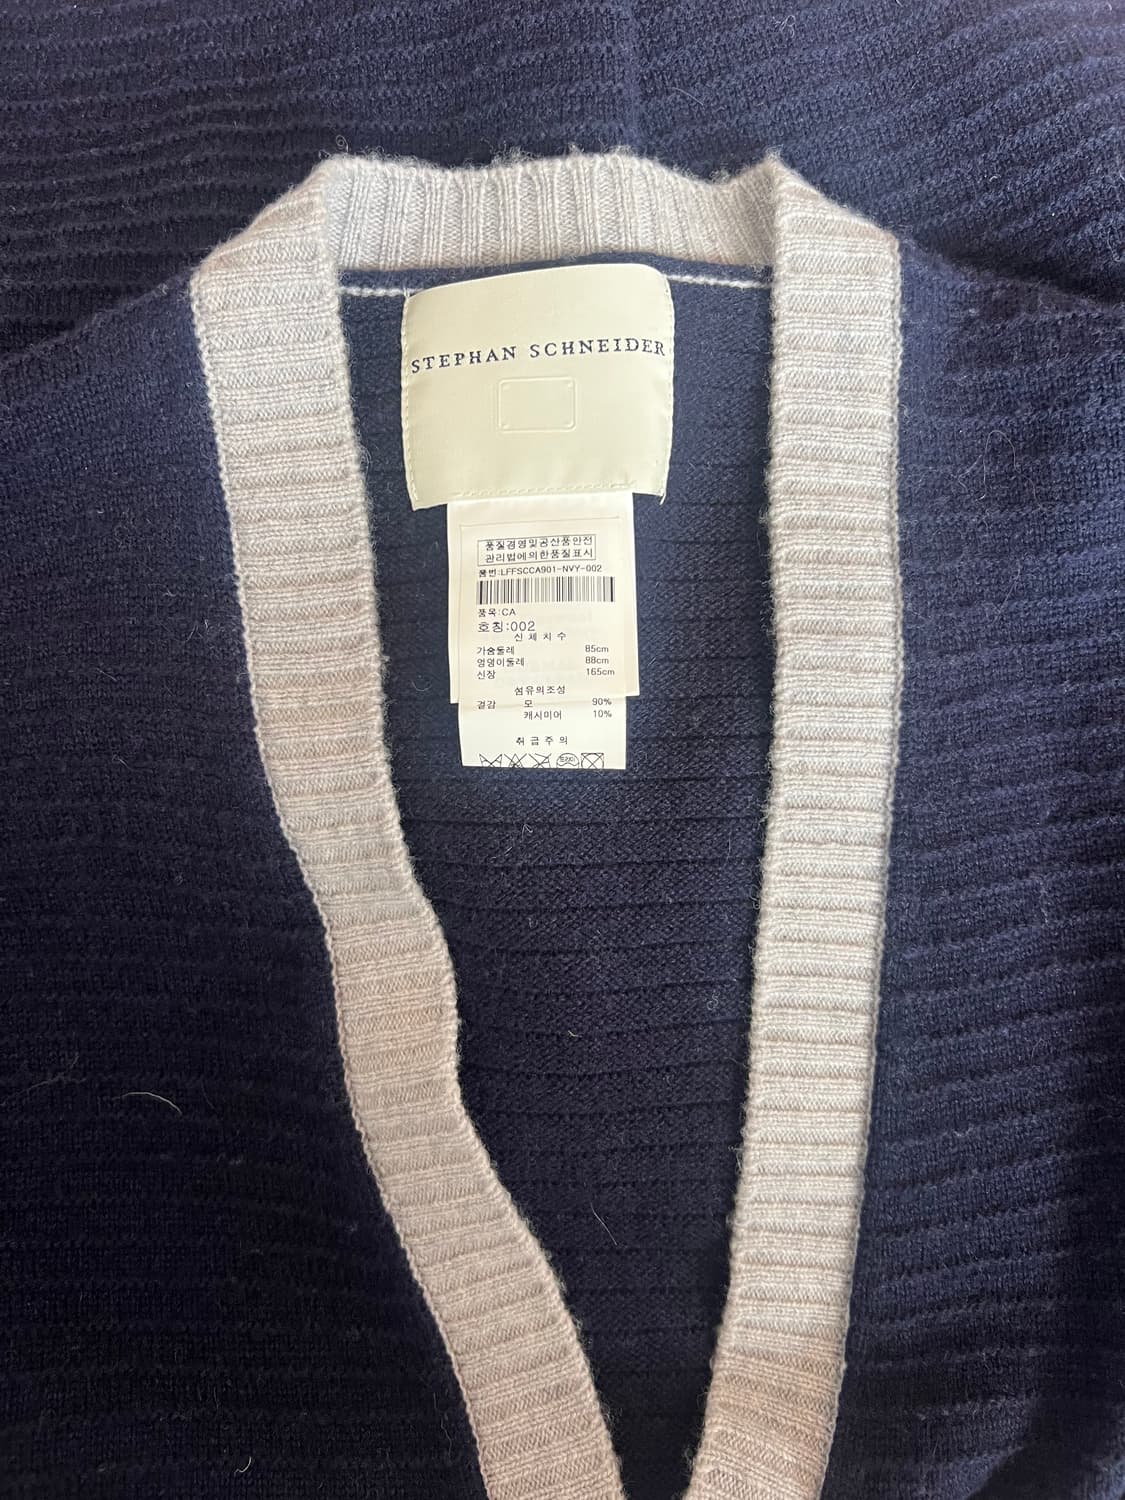 STEPHAN SCHNEIDER
품질경영및공산품안전
관리법에의한품질표시
품번:LFFSCCA901-NVY-002
품목:CA
호칭:002
신체치수
가슴둘레 85cm
엉덩이둘레 88cm
신장 165cm
섬유의조성
겉감 모 90%
캐시미어 10%
취급주의